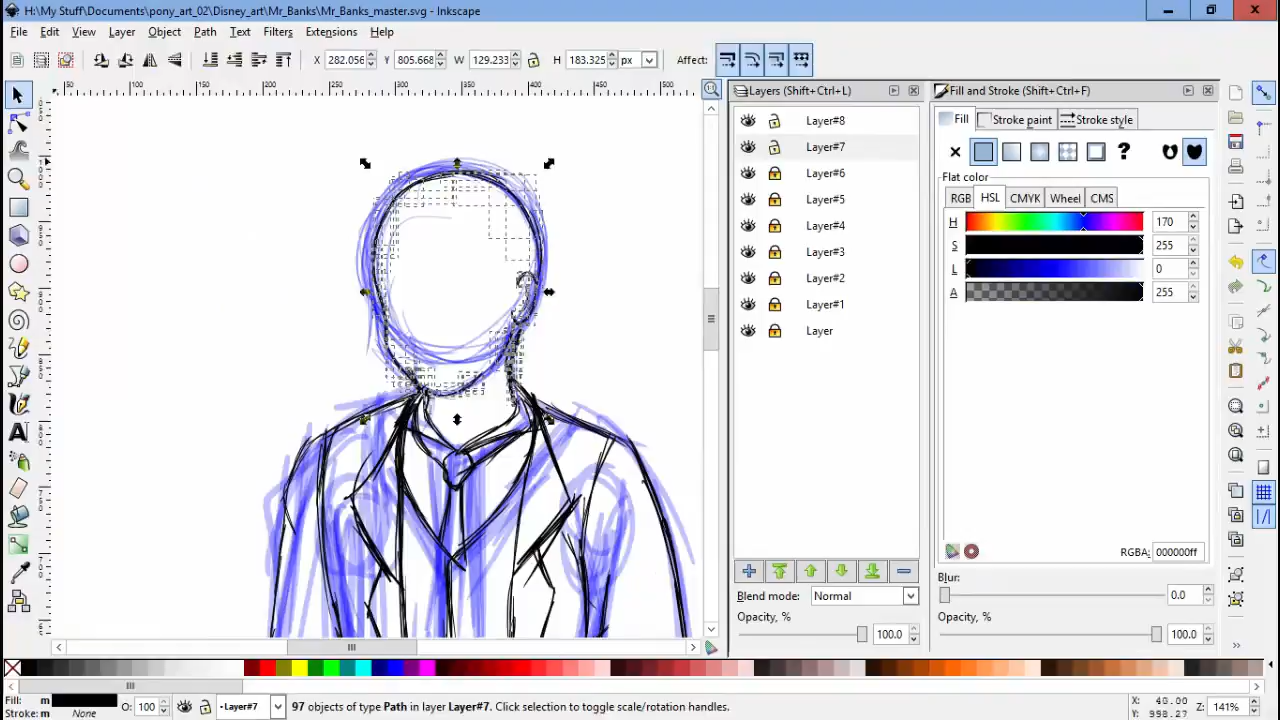 H:\My Stuff\Documents\pony_art_02\Disney_art\Mr_Banks\Mr_Banks_master.svg - Inkscape
File Edit View Layer Object Path Text Filters Extensions Help
X 282.056 Y 805.668 W 129.233 H 183.325 px Affect:
Layers (Shift+Ctrl+L)
Fill and Stroke (Shift+Ctrl+F)
Layer#8
Layer#7
Layer#6
Layer#5
Layer#4
Layer#3
Layer#2
Layer#1
Layer
Fill Stroke paint Stroke style
Flat color
RGB HSL CMYK Wheel CMS
H 170
S 255
L 0
A 255
RGBA: 000000ff
Blend mode: Normal
Opacity, %
100.0
Blur:
0.0
Opacity, %
100.0
Fill: m
Stroke: m None
O: 100
-Layer#7
97 objects of type Path in layer Layer#7. Click selection to toggle scale/rotation handles.
X: 40.00
Y: 998.27
Z: 141%